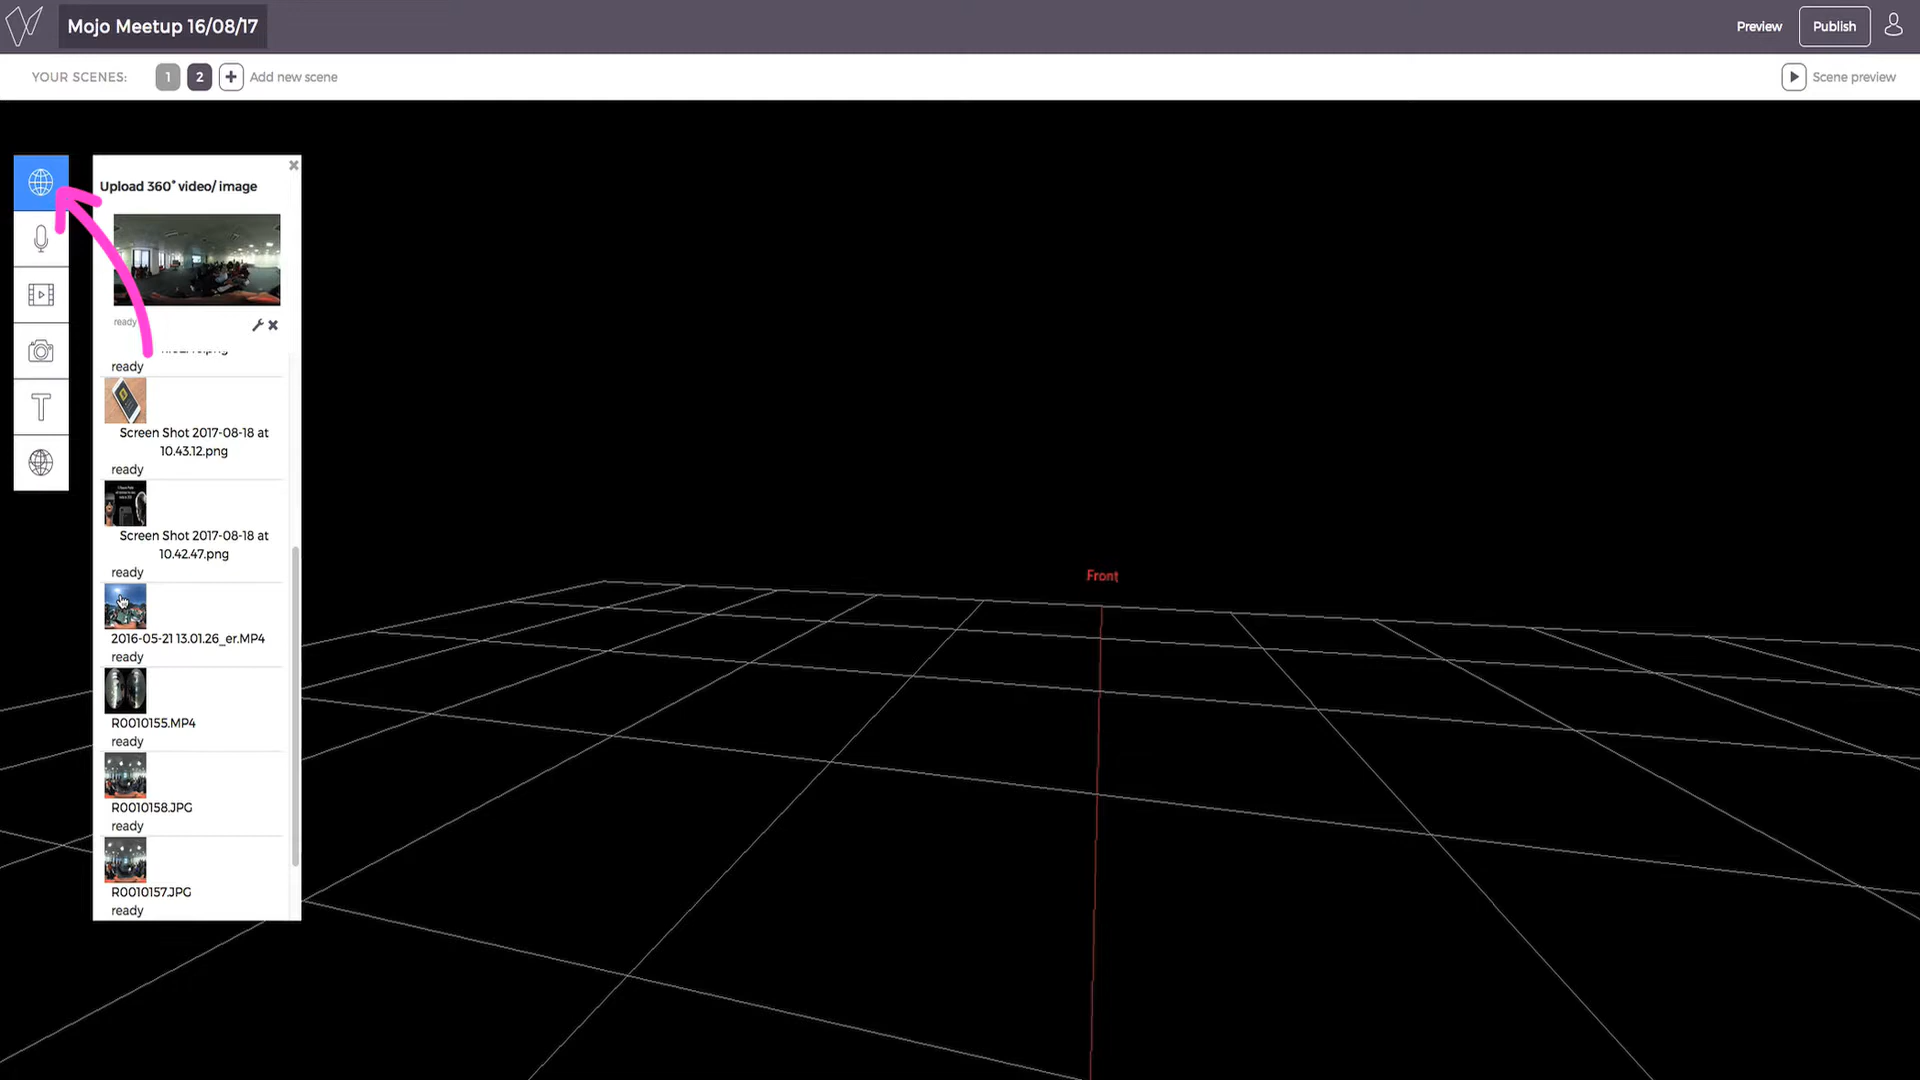 Mojo Meetup 16/08/17
Preview
Publish
YOUR SCENES:
1
2
+
Add new scene
Scene preview
Upload 360° video/ image
ready
ready
Screen Shot 2017-08-18 at
10.43.12.png
ready
Screen Shot 2017-08-18 at
10.42.47.png
ready
2016-05-21 13.01.26_er.MP4
ready
R0010155.MP4
ready
R0010158.JPG
ready
R0010157.JPG
ready
Front